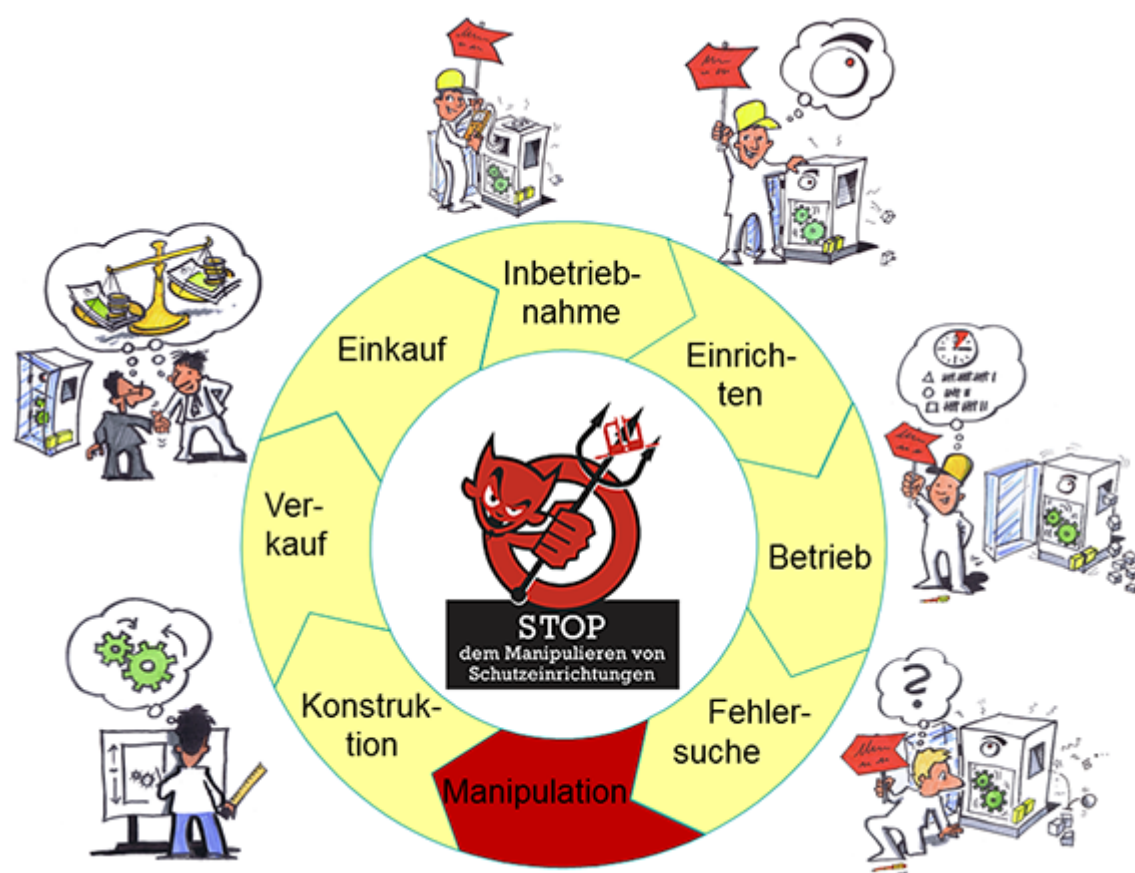 Inbetrieb-
nahme
Einrich-
ten
Betrieb
Fehler-
suche
Manipulation
Konstruk-
tion
Ver-
kauf
Einkauf
STOP
dem Manipulieren von
Schutzeinrichtungen